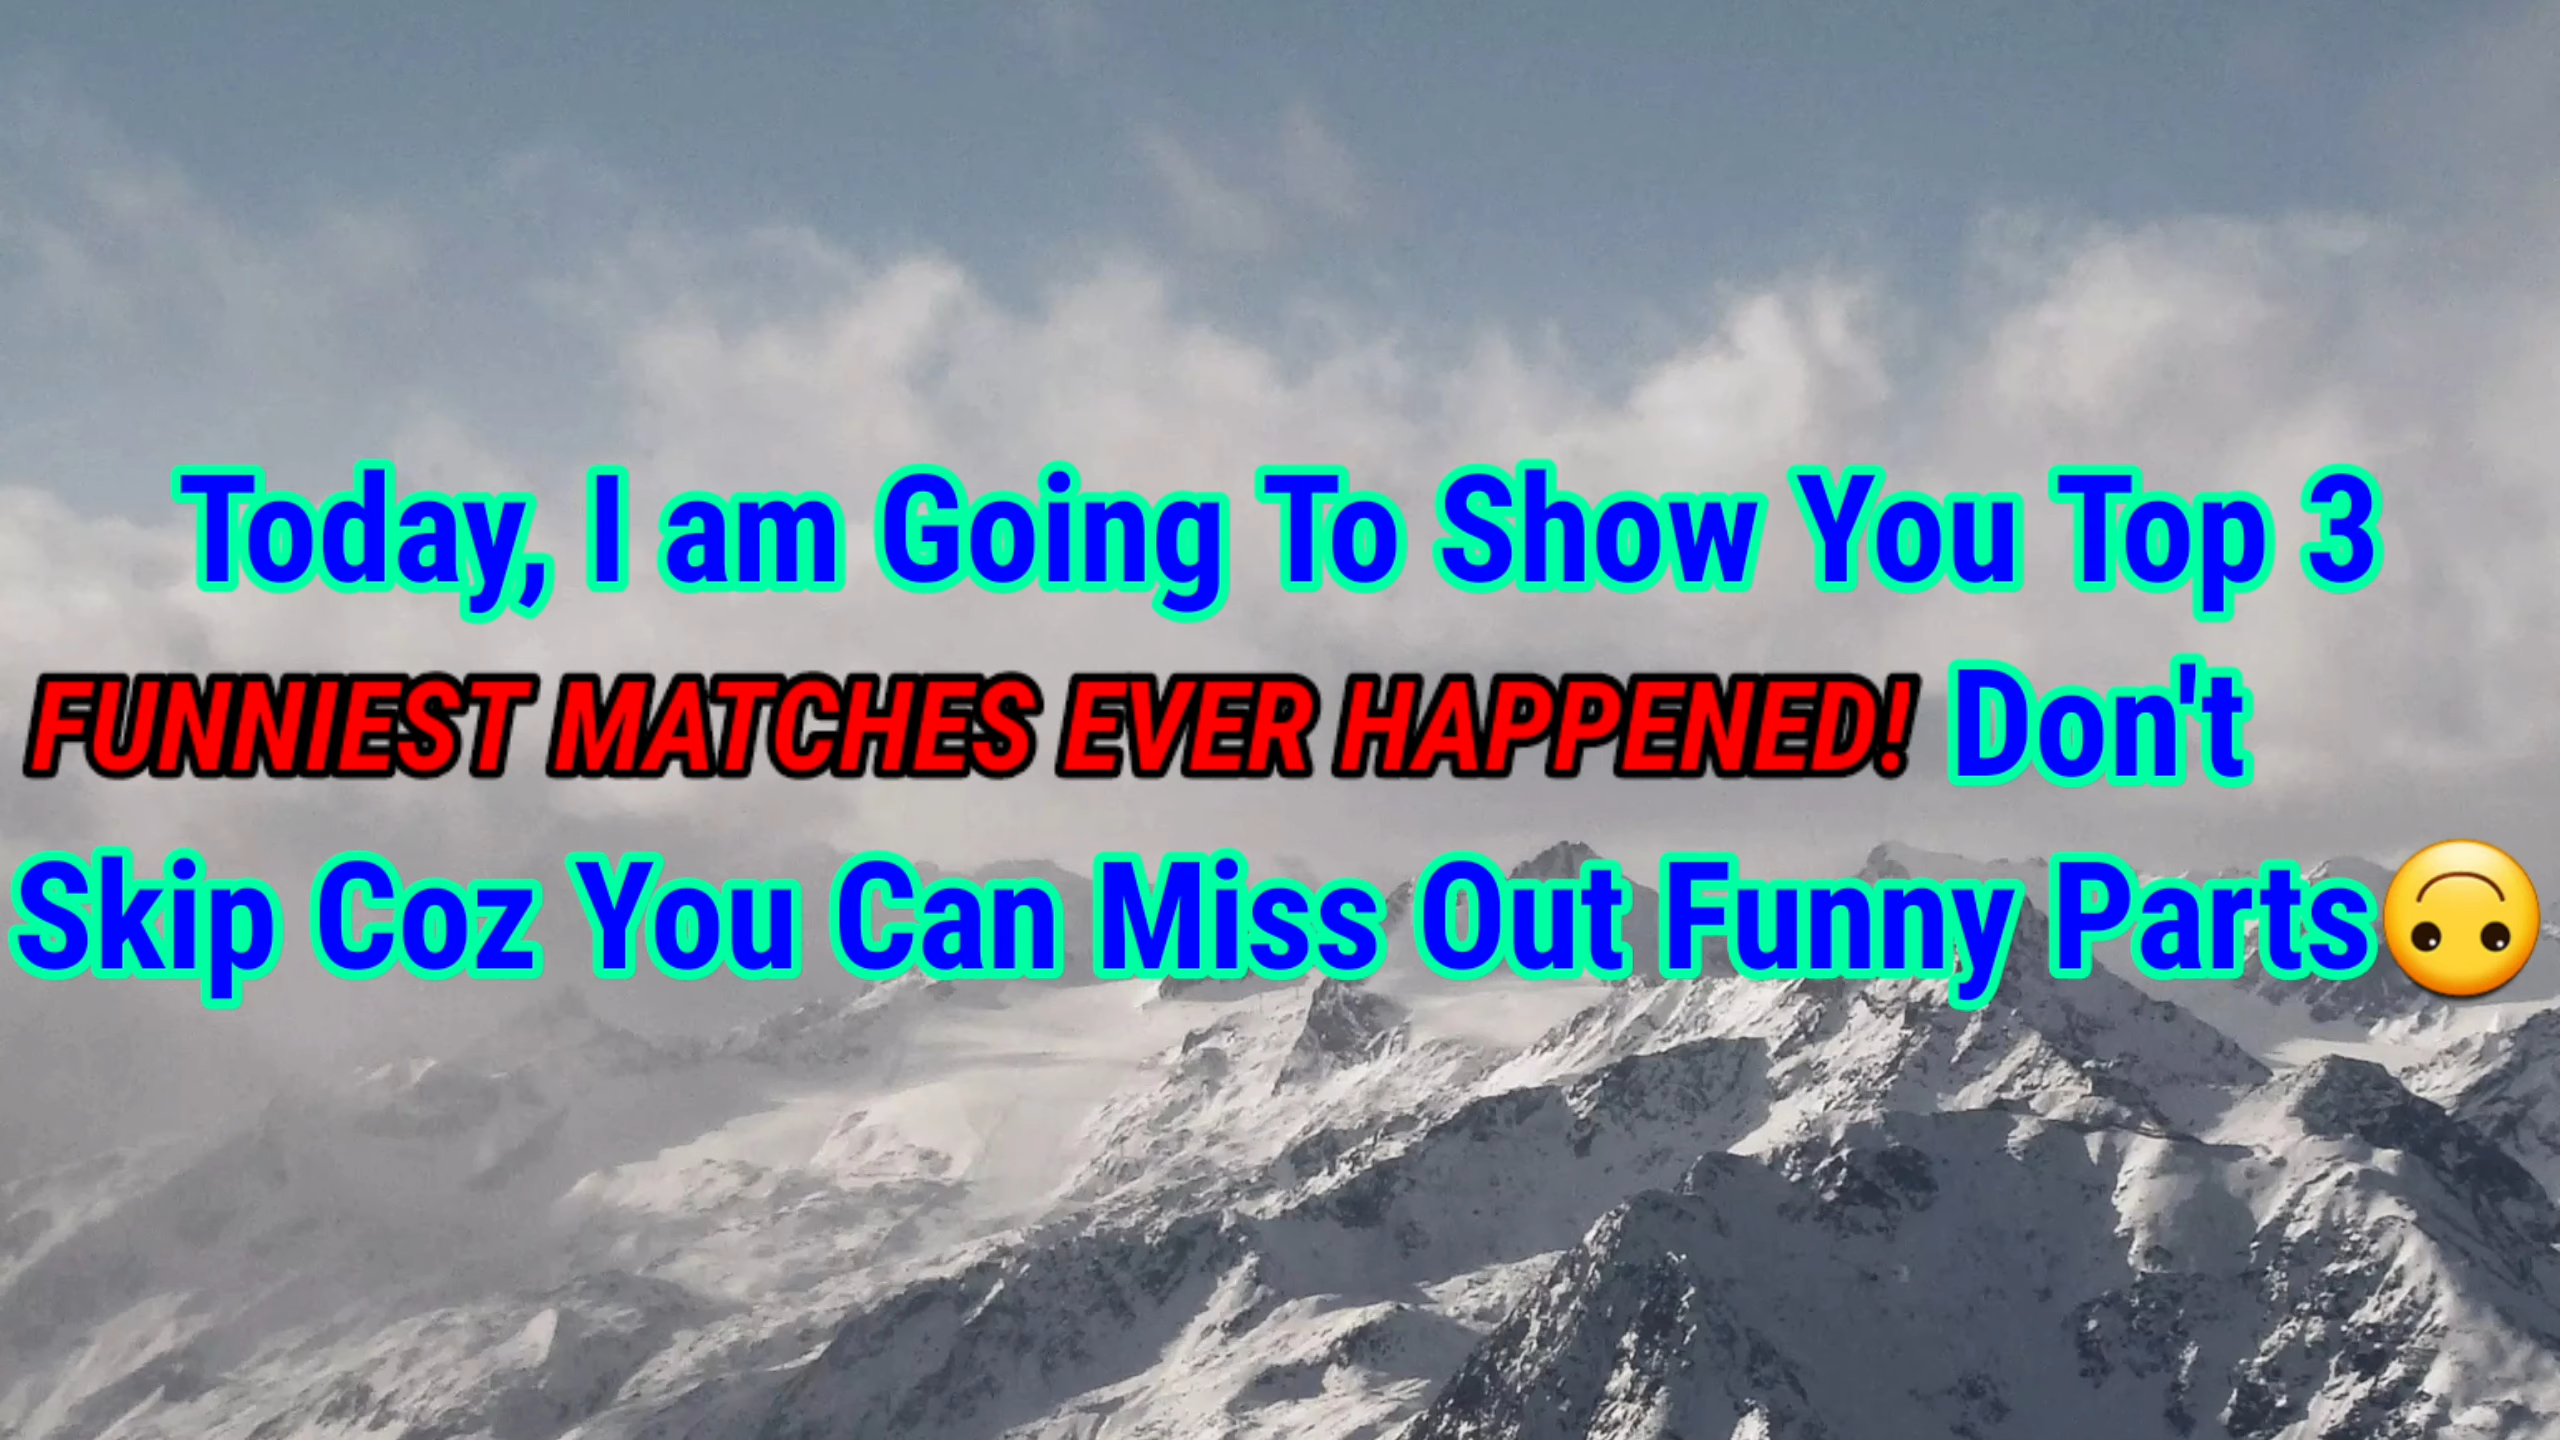 Today, I am Going To Show You Top 3
FUNNIEST MATCHES EVER HAPPENED! Don't
Skip Coz You Can Miss Out Funny Parts🙃